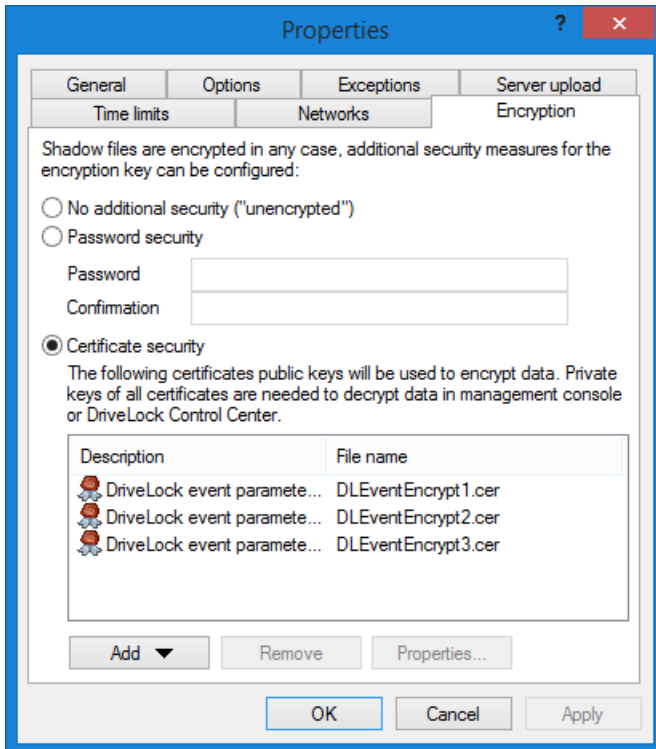 Properties
? ×
General Options Exceptions Server upload
Time limits Networks Encryption
Shadow files are encrypted in any case, additional security measures for the
encryption key can be configured:
No additional security ("unencrypted")
Password security
Password
Confirmation
Certificate security
The following certificates public keys will be used to encrypt data. Private
keys of all certificates are needed to decrypt data in management console
or DriveLock Control Center.
Description File name
DriveLock event paramete... DLEventEncrypt1.cer
DriveLock event paramete... DLEventEncrypt2.cer
DriveLock event paramete... DLEventEncrypt3.cer
Add Remove Properties...
OK Cancel Apply